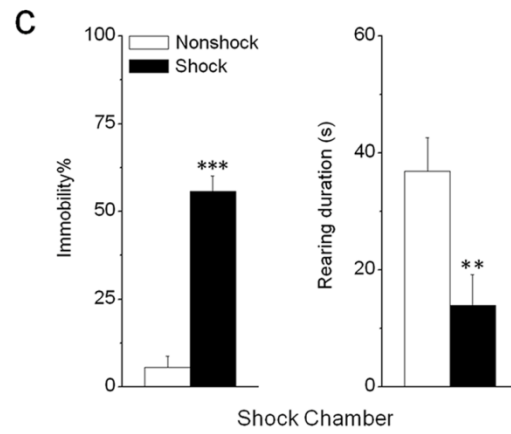 C
Nonshock
Shock
Immobility%
100
75
50
25
0
***
Rearing duration (s)
60
40
20
0
**
Shock Chamber